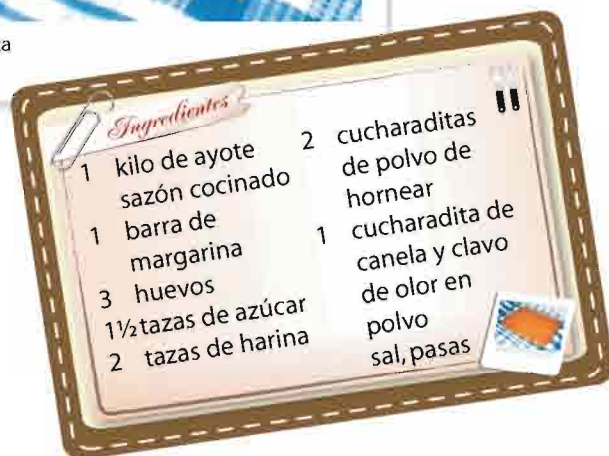 a
Ingredientes
1 kilo de ayote
sazón cocinado
1 barra de
margarina
3 huevos
1½ tazas de azúcar
2 tazas de harina
2 cucharaditas
de polvo de
hornear
1 cucharadita de
canela y clavo
de olor en
polvo
sal, pasas